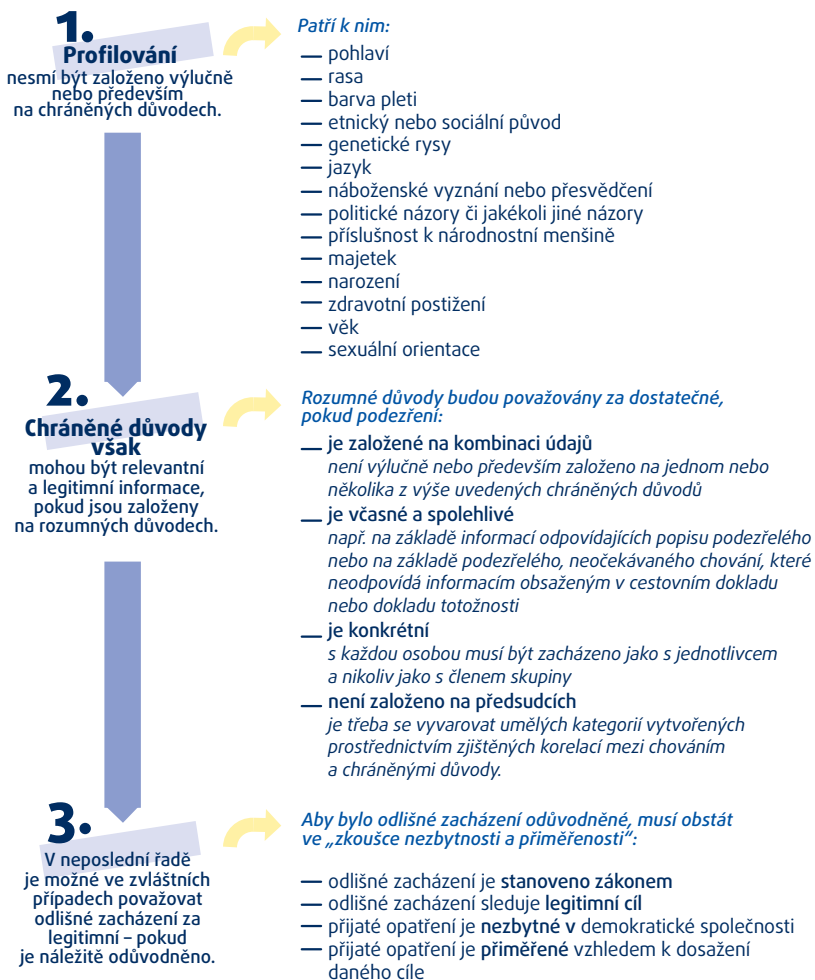 1.
Profilování
nesmí být založeno výlučně
nebo především
na chráněných důvodech.
Patří k nim:
— pohlaví
— rasa
— barva pleti
— etnický nebo sociální původ
— genetické rysy
— jazyk
— náboženské vyznání nebo přesvědčení
— politické názory či jakékoli jiné názory
— příslušnost k národnostní menšině
— majetek
— narození
— zdravotní postižení
— věk
— sexuální orientace
2.
Chráněné důvody
však
mohou být relevantní
a legitimní informace,
pokud jsou založeny
na rozumných důvodech.
Rozumné důvody budou považovány za dostatečné,
pokud podezření:
— je založené na kombinaci údajů
není výlučně nebo především založeno na jednom nebo
několika z výše uvedených chráněných důvodů
— je včasné a spolehlivé
např. na základě informací odpovídajících popisu podezřelého
nebo na základě podezřelého, neočekávaného chování, které
neodpovídá informacím obsaženým v cestovním dokladu
nebo dokladu totožnosti
— je konkrétní
s každou osobou musí být zacházeno jako s jednotlivcem
a nikoliv jako s členem skupiny
— není založeno na předsudcích
je třeba se vyvarovat umělých kategorií vytvořených
prostřednictvím zjištěných korelací mezi chováním
a chráněnými důvody.
3.
V neposlední řadě
je možné ve zvláštních
případech považovat
odlišné zacházení za
legitimní – pokud
je náležitě odůvodněno.
Aby bylo odlišné zacházení odůvodněné, musí obstát
ve „zkoušce nezbytnosti a přiměřenosti“:
— odlišné zacházení je stanoveno zákonem
— odlišné zacházení sleduje legitimní cíl
— přijaté opatření je nezbytné v demokratické společnosti
— přijaté opatření je přiměřené vzhledem k dosažení
daného cíle